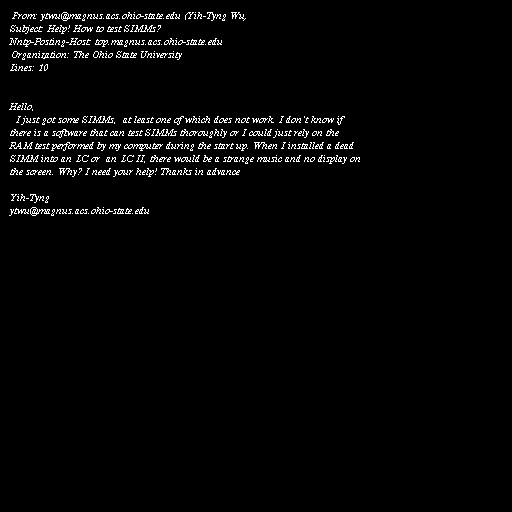 From: ytwu@magnus.acs.ohio-state.edu (Yih-Tyng Wu,
Subject: Help! How to test SIMMs?
Nntp-Posting-Host: top.magnus.acs.ohio-state.edu
Organization: The Ohio State University
Lines: 10
Hello,
I just got some SIMMs, at least one of which does not work. I don't know if
there is a software that can test SIMMs thoroughly or I could just rely on the
RAM test performed by my computer during the start up. When I installed a dead
SIMM into an LC or an LC II, there would be a strange music and no display on
the screen. Why? I need your help! Thanks in advance
Yih-Tyng
ytwu@magnus.acs.ohio-state.edu